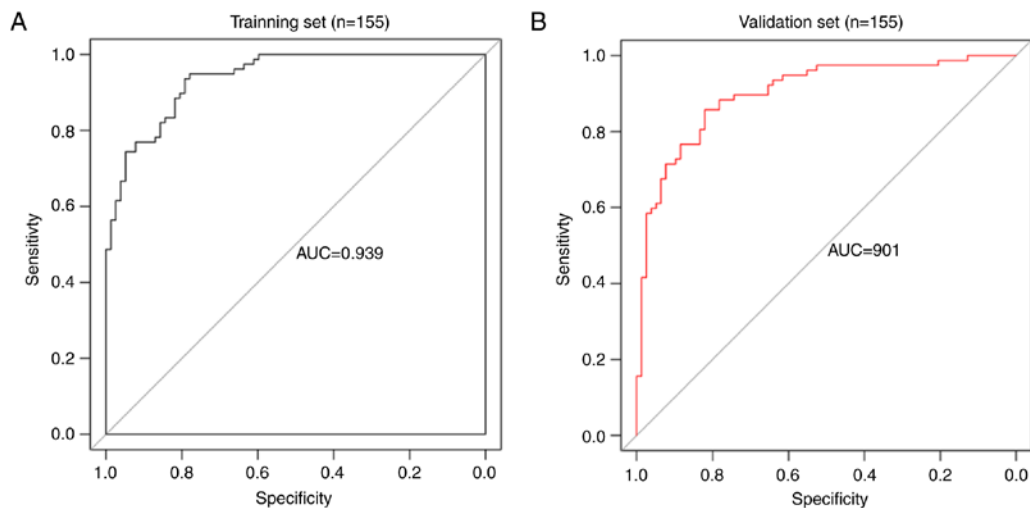 A
Trainning set (n=155)
1.0
0.8
0.6
0.4
0.2
0.0
Sensitivty
AUC=0.939
1.0 0.8 0.6 0.4 0.2 0.0
Specificity
B
Validation set (n=155)
1.0
0.8
0.6
0.4
0.2
0.0
Sensitivty
AUC=901
1.0 0.8 0.6 0.4 0.2 0.0
Specificity